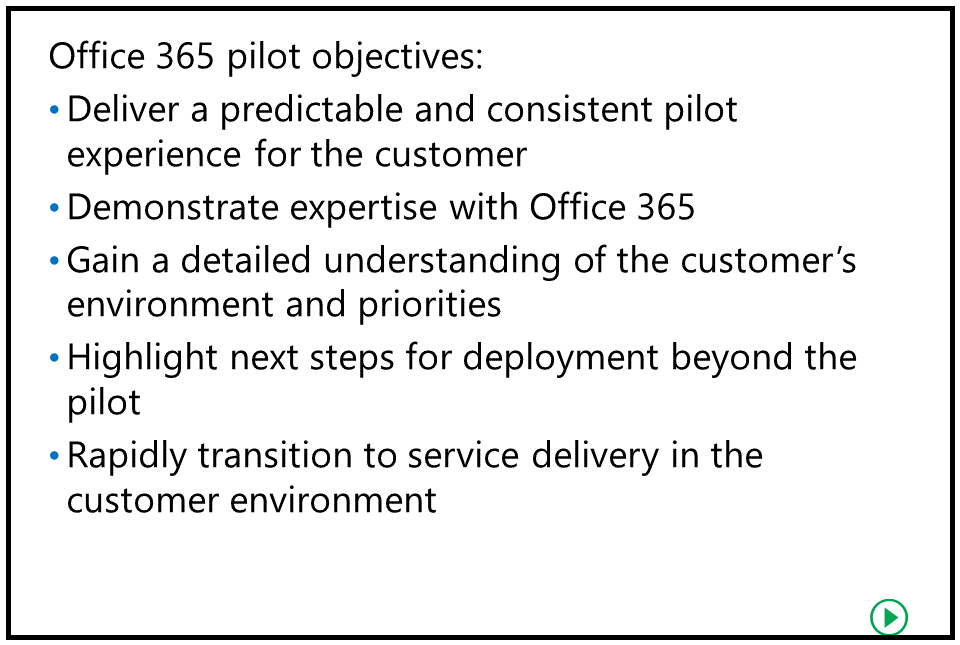 Office 365 pilot objectives:
• Deliver a predictable and consistent pilot
experience for the customer
• Demonstrate expertise with Office 365
• Gain a detailed understanding of the customer’s
environment and priorities
• Highlight next steps for deployment beyond the
pilot
• Rapidly transition to service delivery in the
customer environment